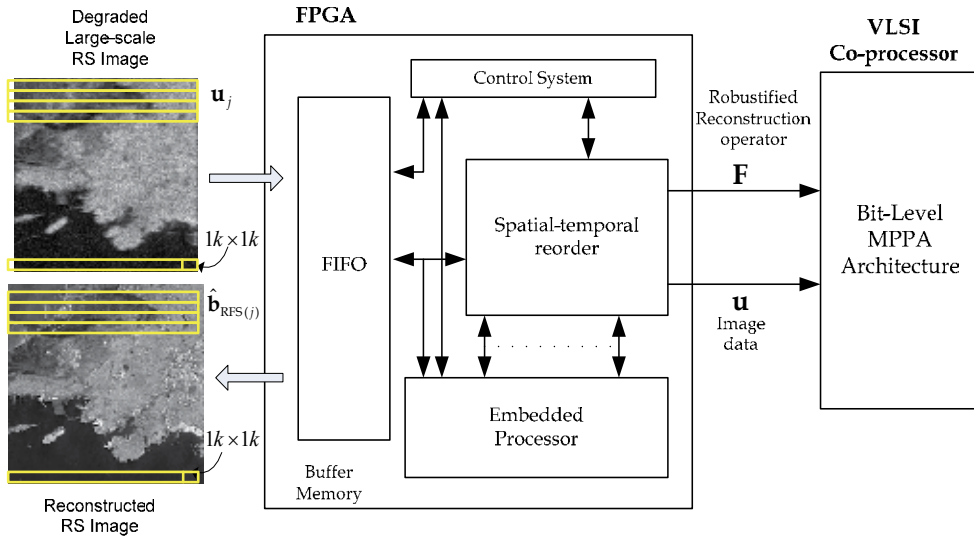 Degraded
Large-scale
RS Image
u_j
1k×1k
b̂_RFS(j)
1k×1k
Reconstructed
RS Image
FPGA
Control System
FIFO
Spatial-temporal
reorder
Embedded
Processor
Buffer
Memory
Robustified
Reconstruction
operator
F
u
Image
data
VLSI
Co-processor
Bit-Level
MPPA
Architecture